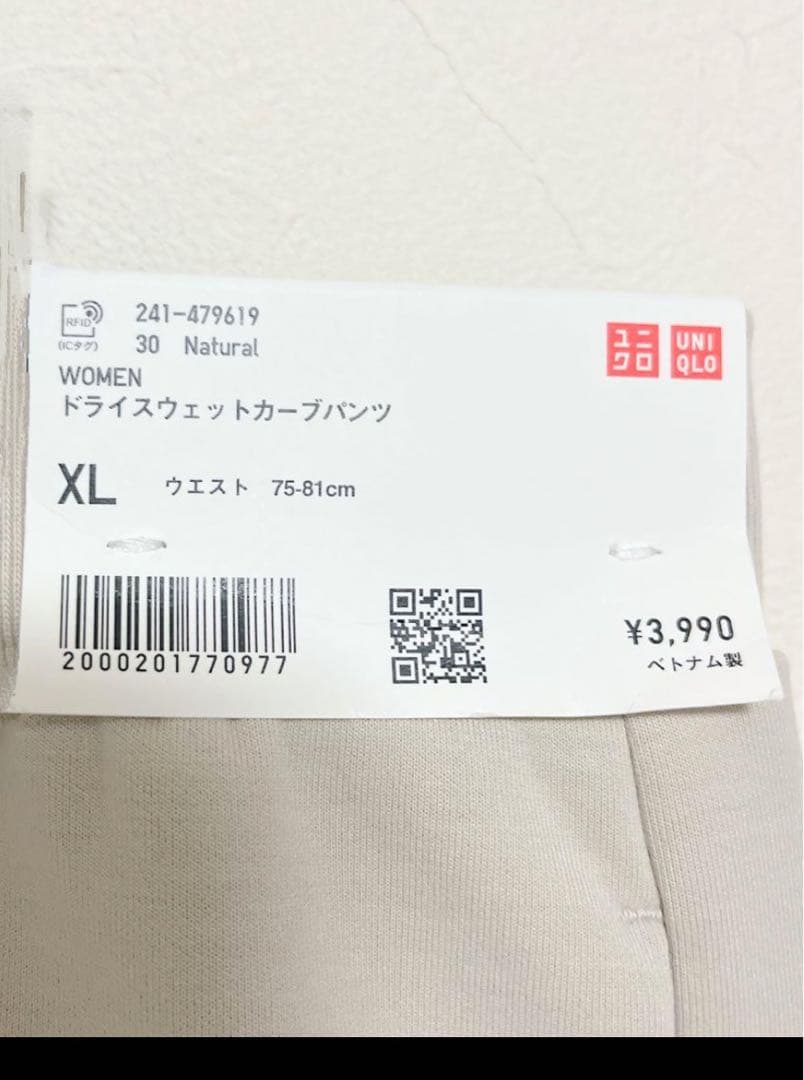 RFID
(ICタグ)
241-479619
30 Natural
ユニ
クロ
UNI
QLO
WOMEN
ドライスウェットカーブパンツ
XL ウエスト 75-81cm
2000201770977
¥3,990
ベトナム製